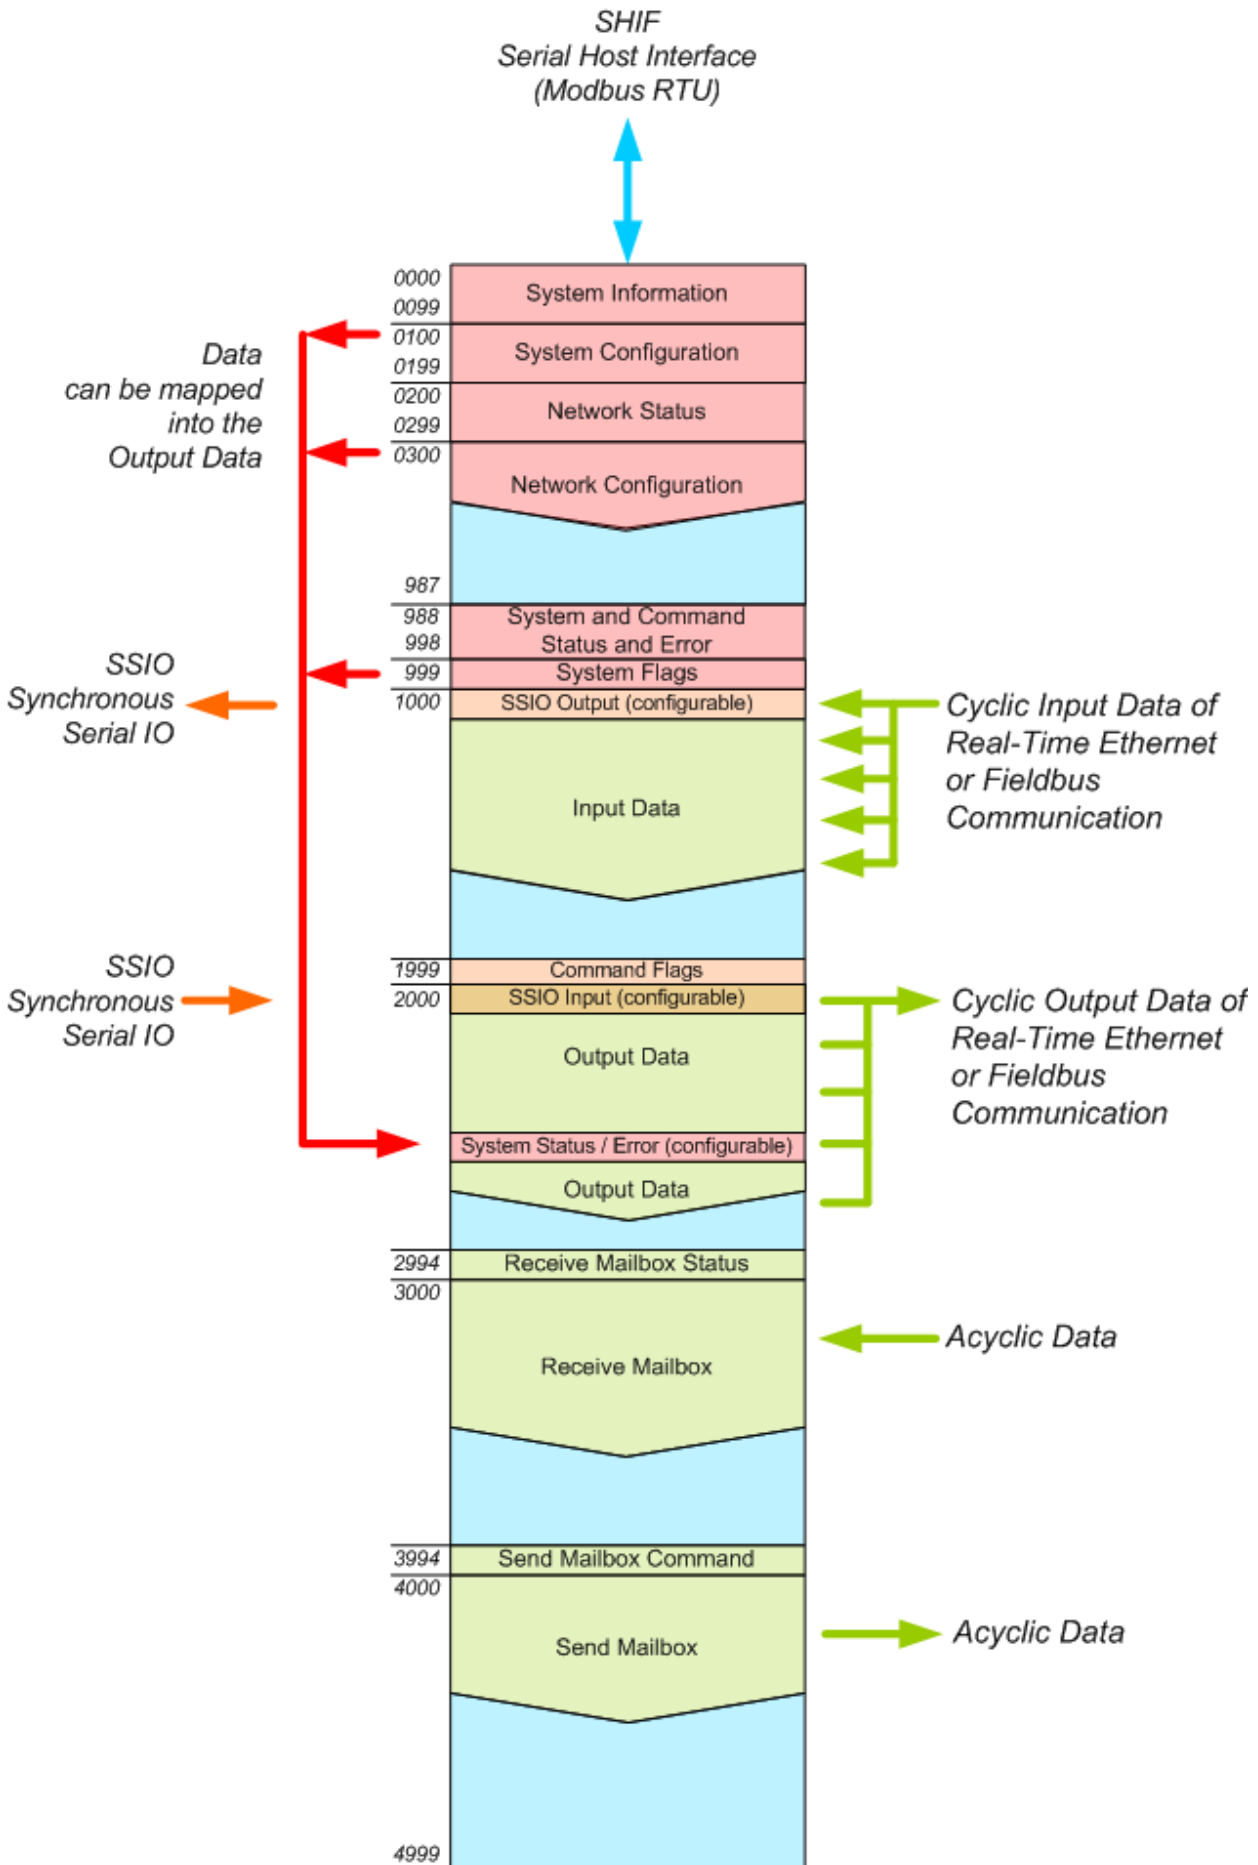 SHIF
Serial Host Interface
(Modbus RTU)
0000
0099
System Information
0100
0199
System Configuration
0200
0299
Network Status
0300
Network Configuration
Data
can be mapped
into the
Output Data
987
988
998
System and Command
Status and Error
999
System Flags
1000
SSIO Output (configurable)
SSIO
Synchronous
Serial IO
Cyclic Input Data of
Real-Time Ethernet
or Fieldbus
Communication
Input Data
1999
Command Flags
2000
SSIO Input (configurable)
SSIO
Synchronous
Serial IO
Cyclic Output Data of
Real-Time Ethernet
or Fieldbus
Communication
Output Data
System Status / Error (configurable)
Output Data
2994
Receive Mailbox Status
3000
Receive Mailbox
Acyclic Data
3994
Send Mailbox Command
4000
Send Mailbox
Acyclic Data
4999